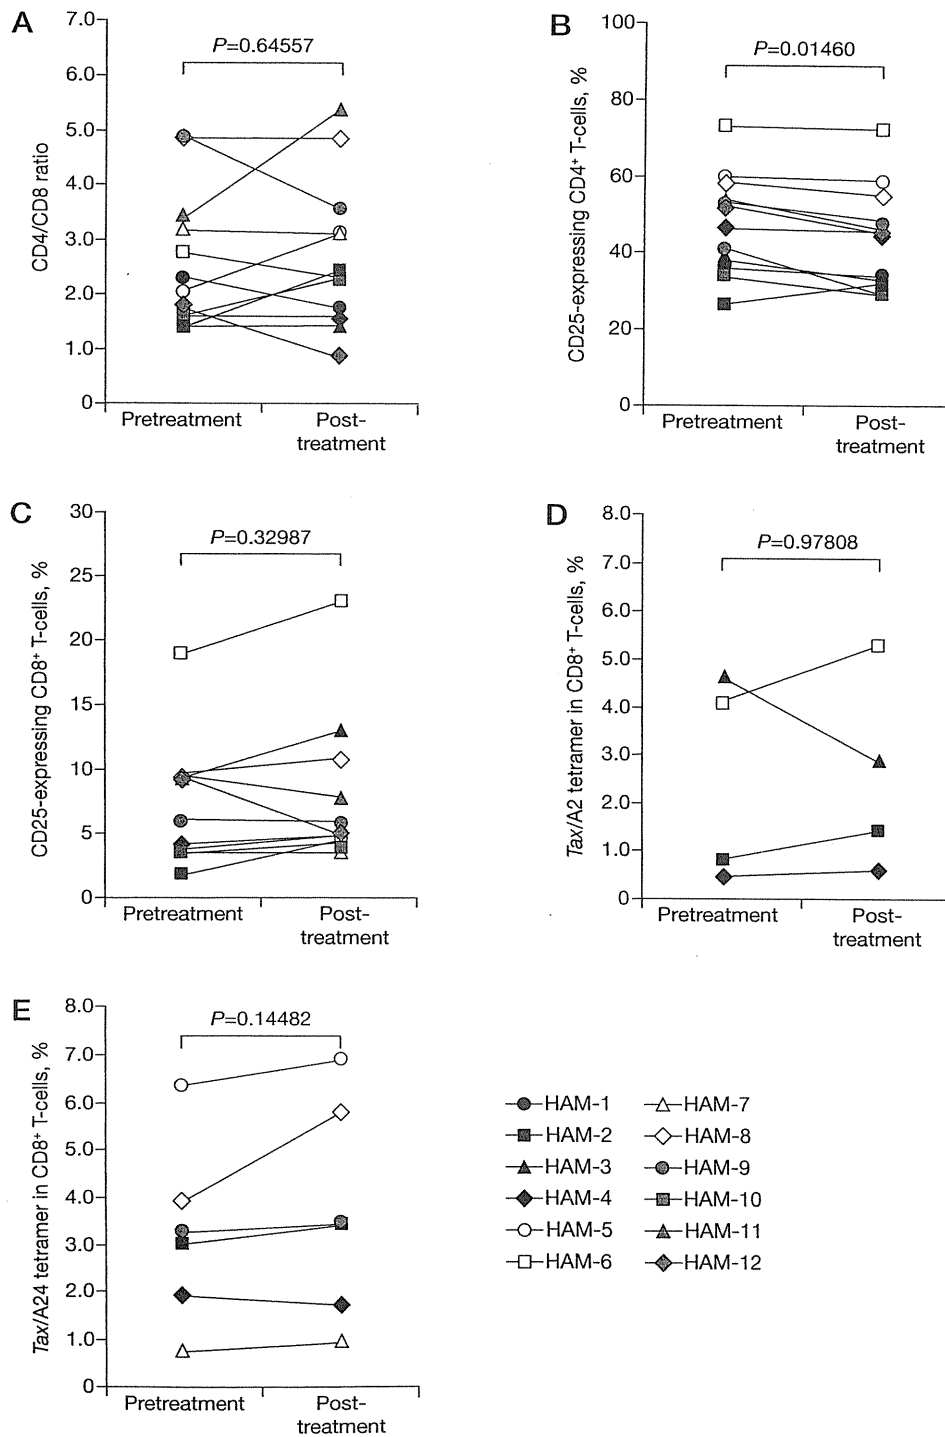 A
CD4/CD8 ratio
7.0
6.0
5.0
4.0
3.0
2.0
1.0
0
P=0.64557
Pretreatment
Post-
treatment
B
CD25-expressing CD4+ T-cells, %
100
80
60
40
20
0
P=0.01460
Pretreatment
Post-
treatment
C
CD25-expressing CD8+ T-cells, %
30
25
20
15
10
5
0
P=0.32987
Pretreatment
Post-
treatment
D
Tax/A2 tetramer in CD8+ T-cells, %
8.0
7.0
6.0
5.0
4.0
3.0
2.0
1.0
0
P=0.97808
Pretreatment
Post-
treatment
E
Tax/A24 tetramer in CD8+ T-cells, %
8.0
7.0
6.0
5.0
4.0
3.0
2.0
1.0
0
P=0.14482
Pretreatment
Post-
treatment
HAM-1
HAM-2
HAM-3
HAM-4
HAM-5
HAM-6
HAM-7
HAM-8
HAM-9
HAM-10
HAM-11
HAM-12